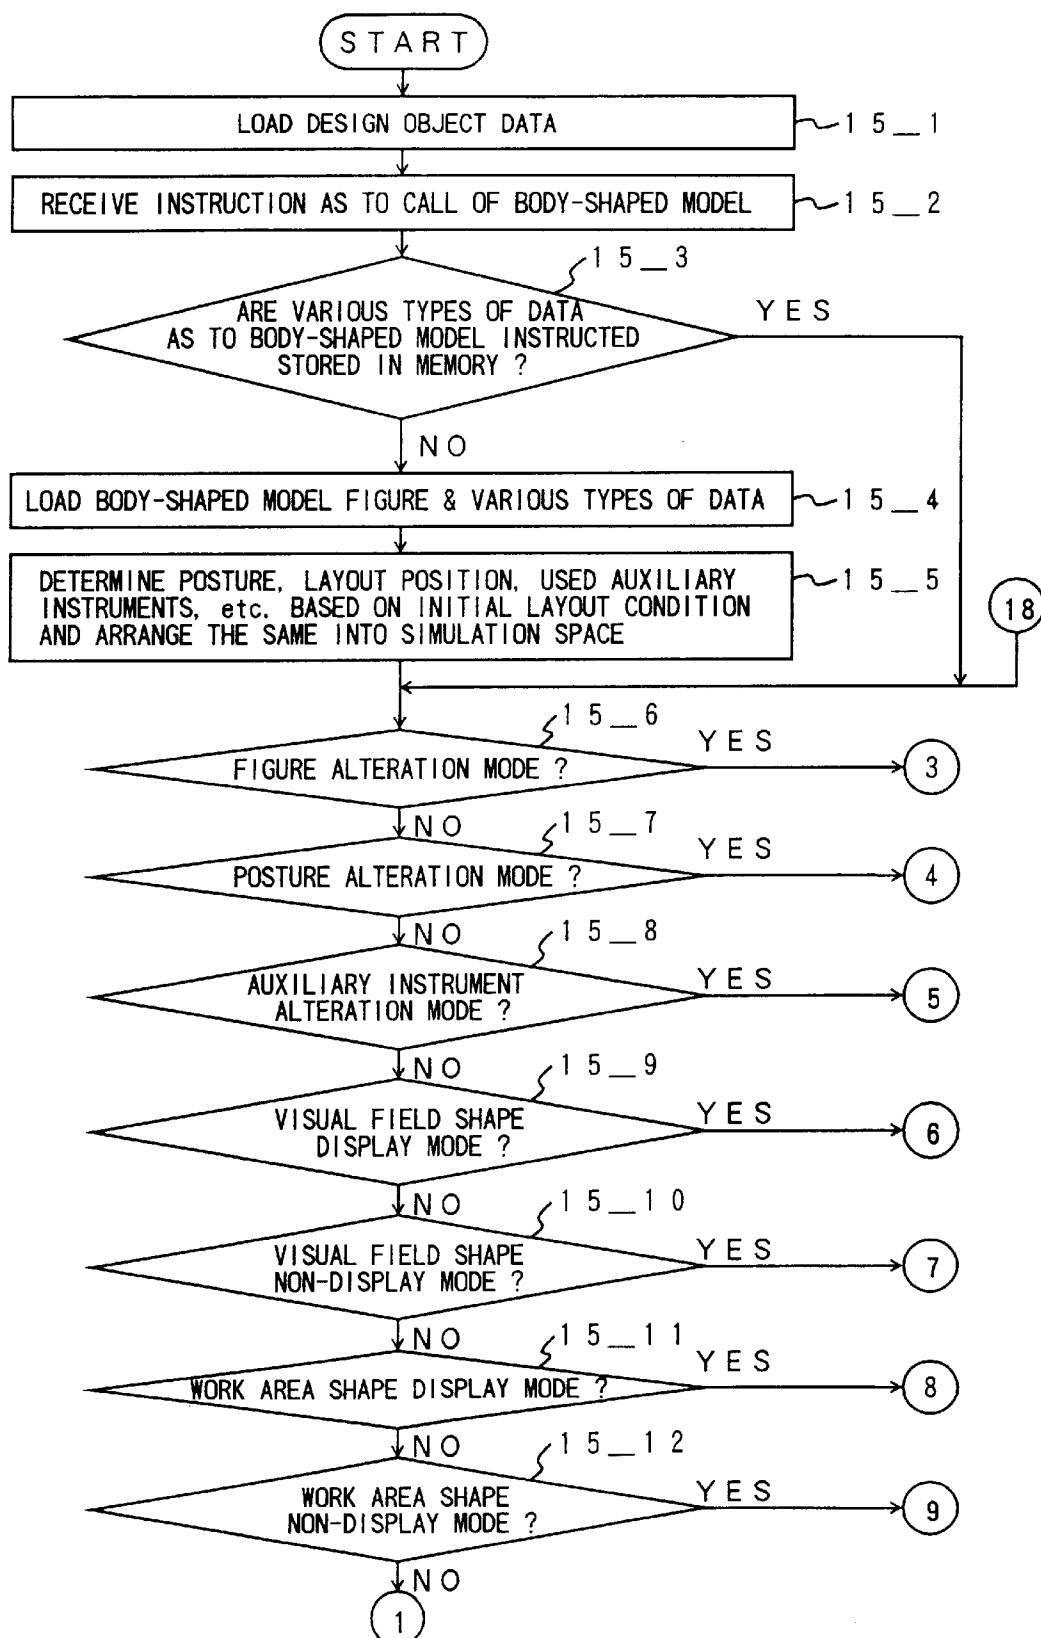 START
LOAD DESIGN OBJECT DATA
15_1
RECEIVE INSTRUCTION AS TO CALL OF BODY-SHAPED MODEL
15_2
15_3
ARE VARIOUS TYPES OF DATA
AS TO BODY-SHAPED MODEL INSTRUCTED
STORED IN MEMORY ?
YES
NO
LOAD BODY-SHAPED MODEL FIGURE & VARIOUS TYPES OF DATA
15_4
DETERMINE POSTURE, LAYOUT POSITION, USED AUXILIARY
INSTRUMENTS, etc. BASED ON INITIAL LAYOUT CONDITION
AND ARRANGE THE SAME INTO SIMULATION SPACE
15_5
18
15_6
FIGURE ALTERATION MODE ?
YES
3
NO
15_7
POSTURE ALTERATION MODE ?
YES
4
NO
15_8
AUXILIARY INSTRUMENT
ALTERATION MODE ?
YES
5
NO
15_9
VISUAL FIELD SHAPE
DISPLAY MODE ?
YES
6
NO
15_10
VISUAL FIELD SHAPE
NON-DISPLAY MODE ?
YES
7
NO
15_11
WORK AREA SHAPE DISPLAY MODE ?
YES
8
NO
15_12
WORK AREA SHAPE
NON-DISPLAY MODE ?
YES
9
NO
1